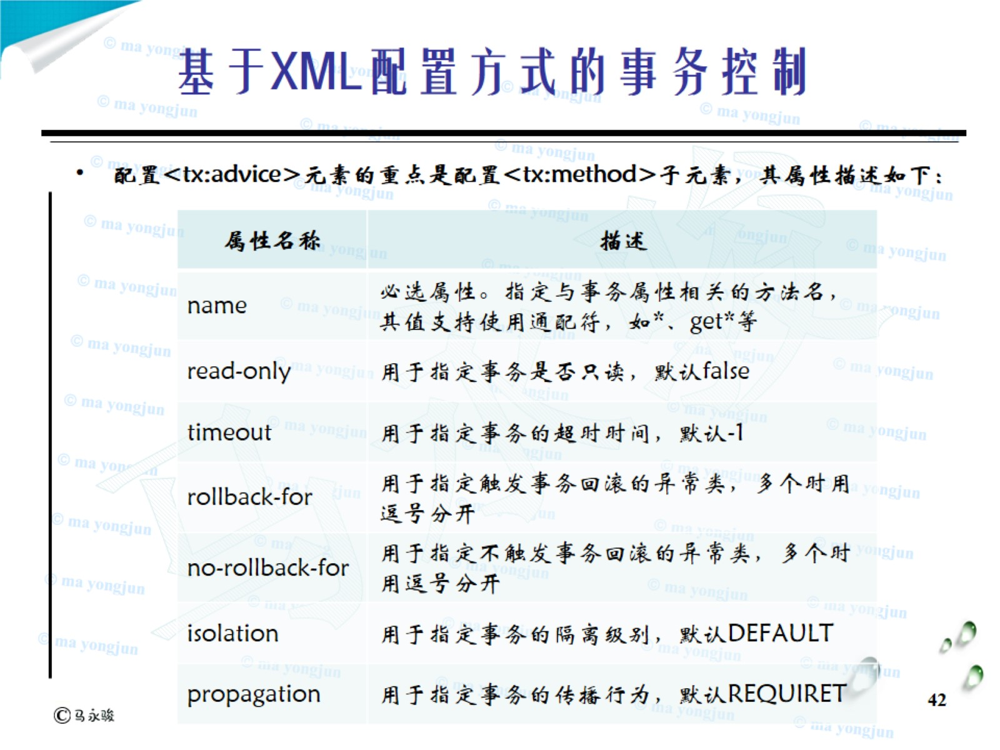 基于XML配置方式的事务控制
• 配置<tx:advice>元素的重点是配置<tx:method>子元素，其属性描述如下：
属性名称 描述
name 必选属性。指定与事务属性相关的方法名，
其值支持使用通配符，如*、get*等
read-only 用于指定事务是否只读，默认false
timeout 用于指定事务的超时时间，默认-1
rollback-for 用于指定触发事务回滚的异常类，多个时用
逗号分开
no-rollback-for 用于指定不触发事务回滚的异常类，多个时
用逗号分开
isolation 用于指定事务的隔离级别，默认DEFAULT
propagation 用于指定事务的传播行为，默认REQUIRET
©马永骏
42
© ma yongjun